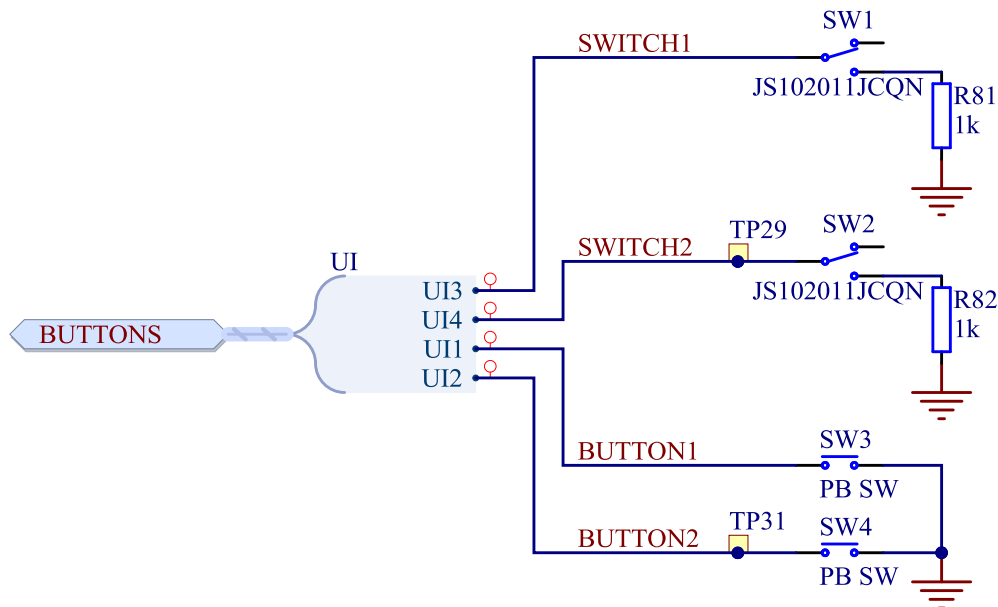 SW1
SWITCH1
JS102011JCQN
R81
1k
SW2
TP29
SWITCH2
UI
JS102011JCQN
UI3
R82
UI4
1k
BUTTONS
UI1
UI2
SW3
BUTTON1
PB SW
TP31
SW4
BUTTON2
PB SW